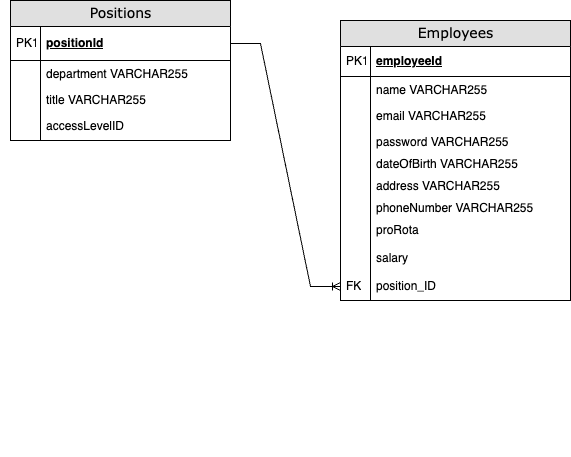 Positions
PK1 positionId
department VARCHAR255
title VARCHAR255
accessLevelID
Employees
PK1 employeeId
name VARCHAR255
email VARCHAR255
password VARCHAR255
dateOfBirth VARCHAR255
address VARCHAR255
phoneNumber VARCHAR255
proRota
salary
FK position_ID